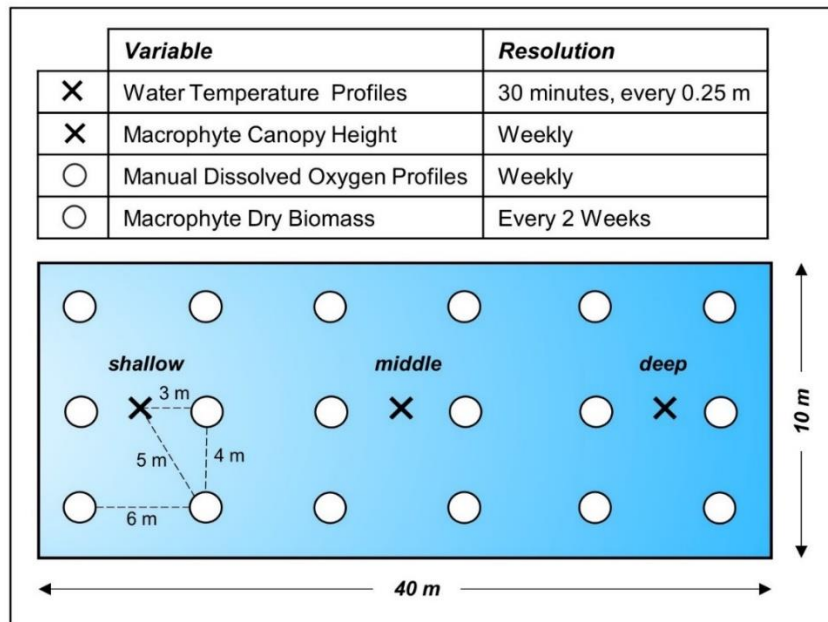 Variable Resolution
Water Temperature Profiles 30 minutes, every 0.25 m
Macrophyte Canopy Height Weekly
Manual Dissolved Oxygen Profiles Weekly
Macrophyte Dry Biomass Every 2 Weeks
shallow middle deep
3 m
5 m 4 m
6 m
10 m
40 m